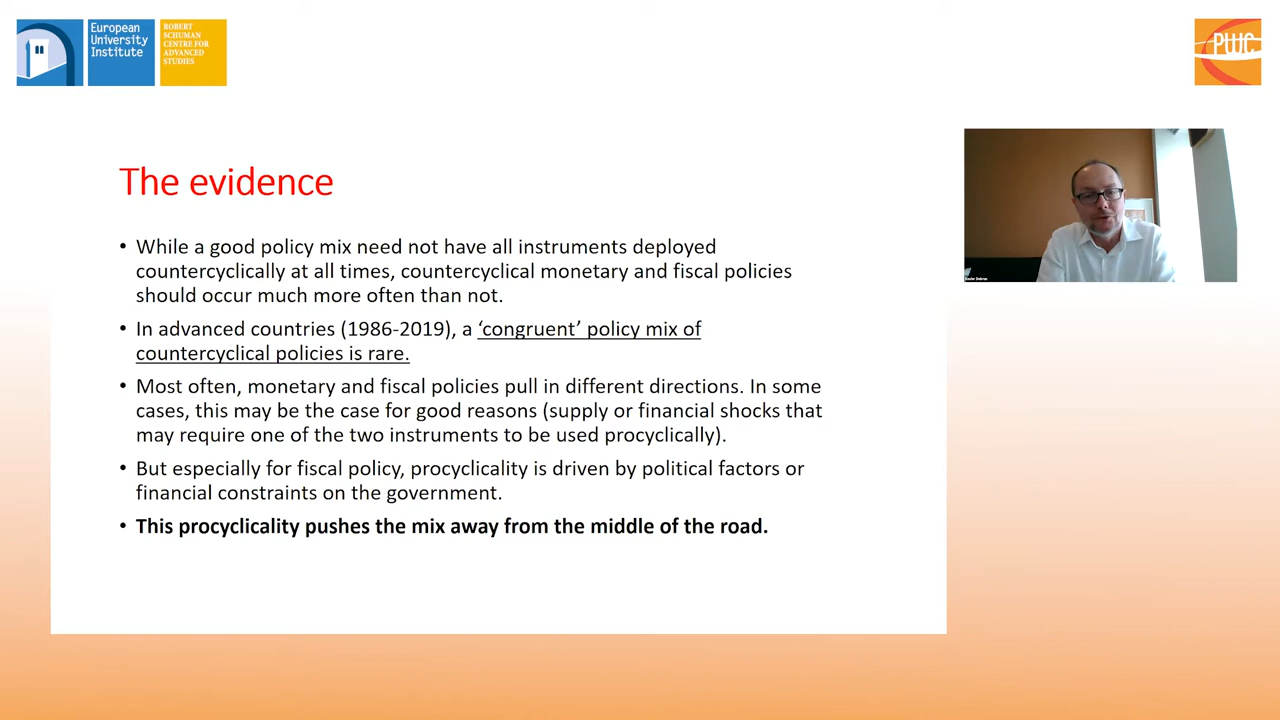 European
University
Institute
ROBERT
SCHUMAN
CENTRE FOR
ADVANCED
STUDIES
PWC
The evidence
• While a good policy mix need not have all instruments deployed
countercyclically at all times, countercyclical monetary and fiscal policies
should occur much more often than not.
• In advanced countries (1986-2019), a ‘congruent’ policy mix of
countercyclical policies is rare.
• Most often, monetary and fiscal policies pull in different directions. In some
cases, this may be the case for good reasons (supply or financial shocks that
may require one of the two instruments to be used procyclically).
• But especially for fiscal policy, procyclicality is driven by political factors or
financial constraints on the government.
• This procyclicality pushes the mix away from the middle of the road.
Xavier Debrun